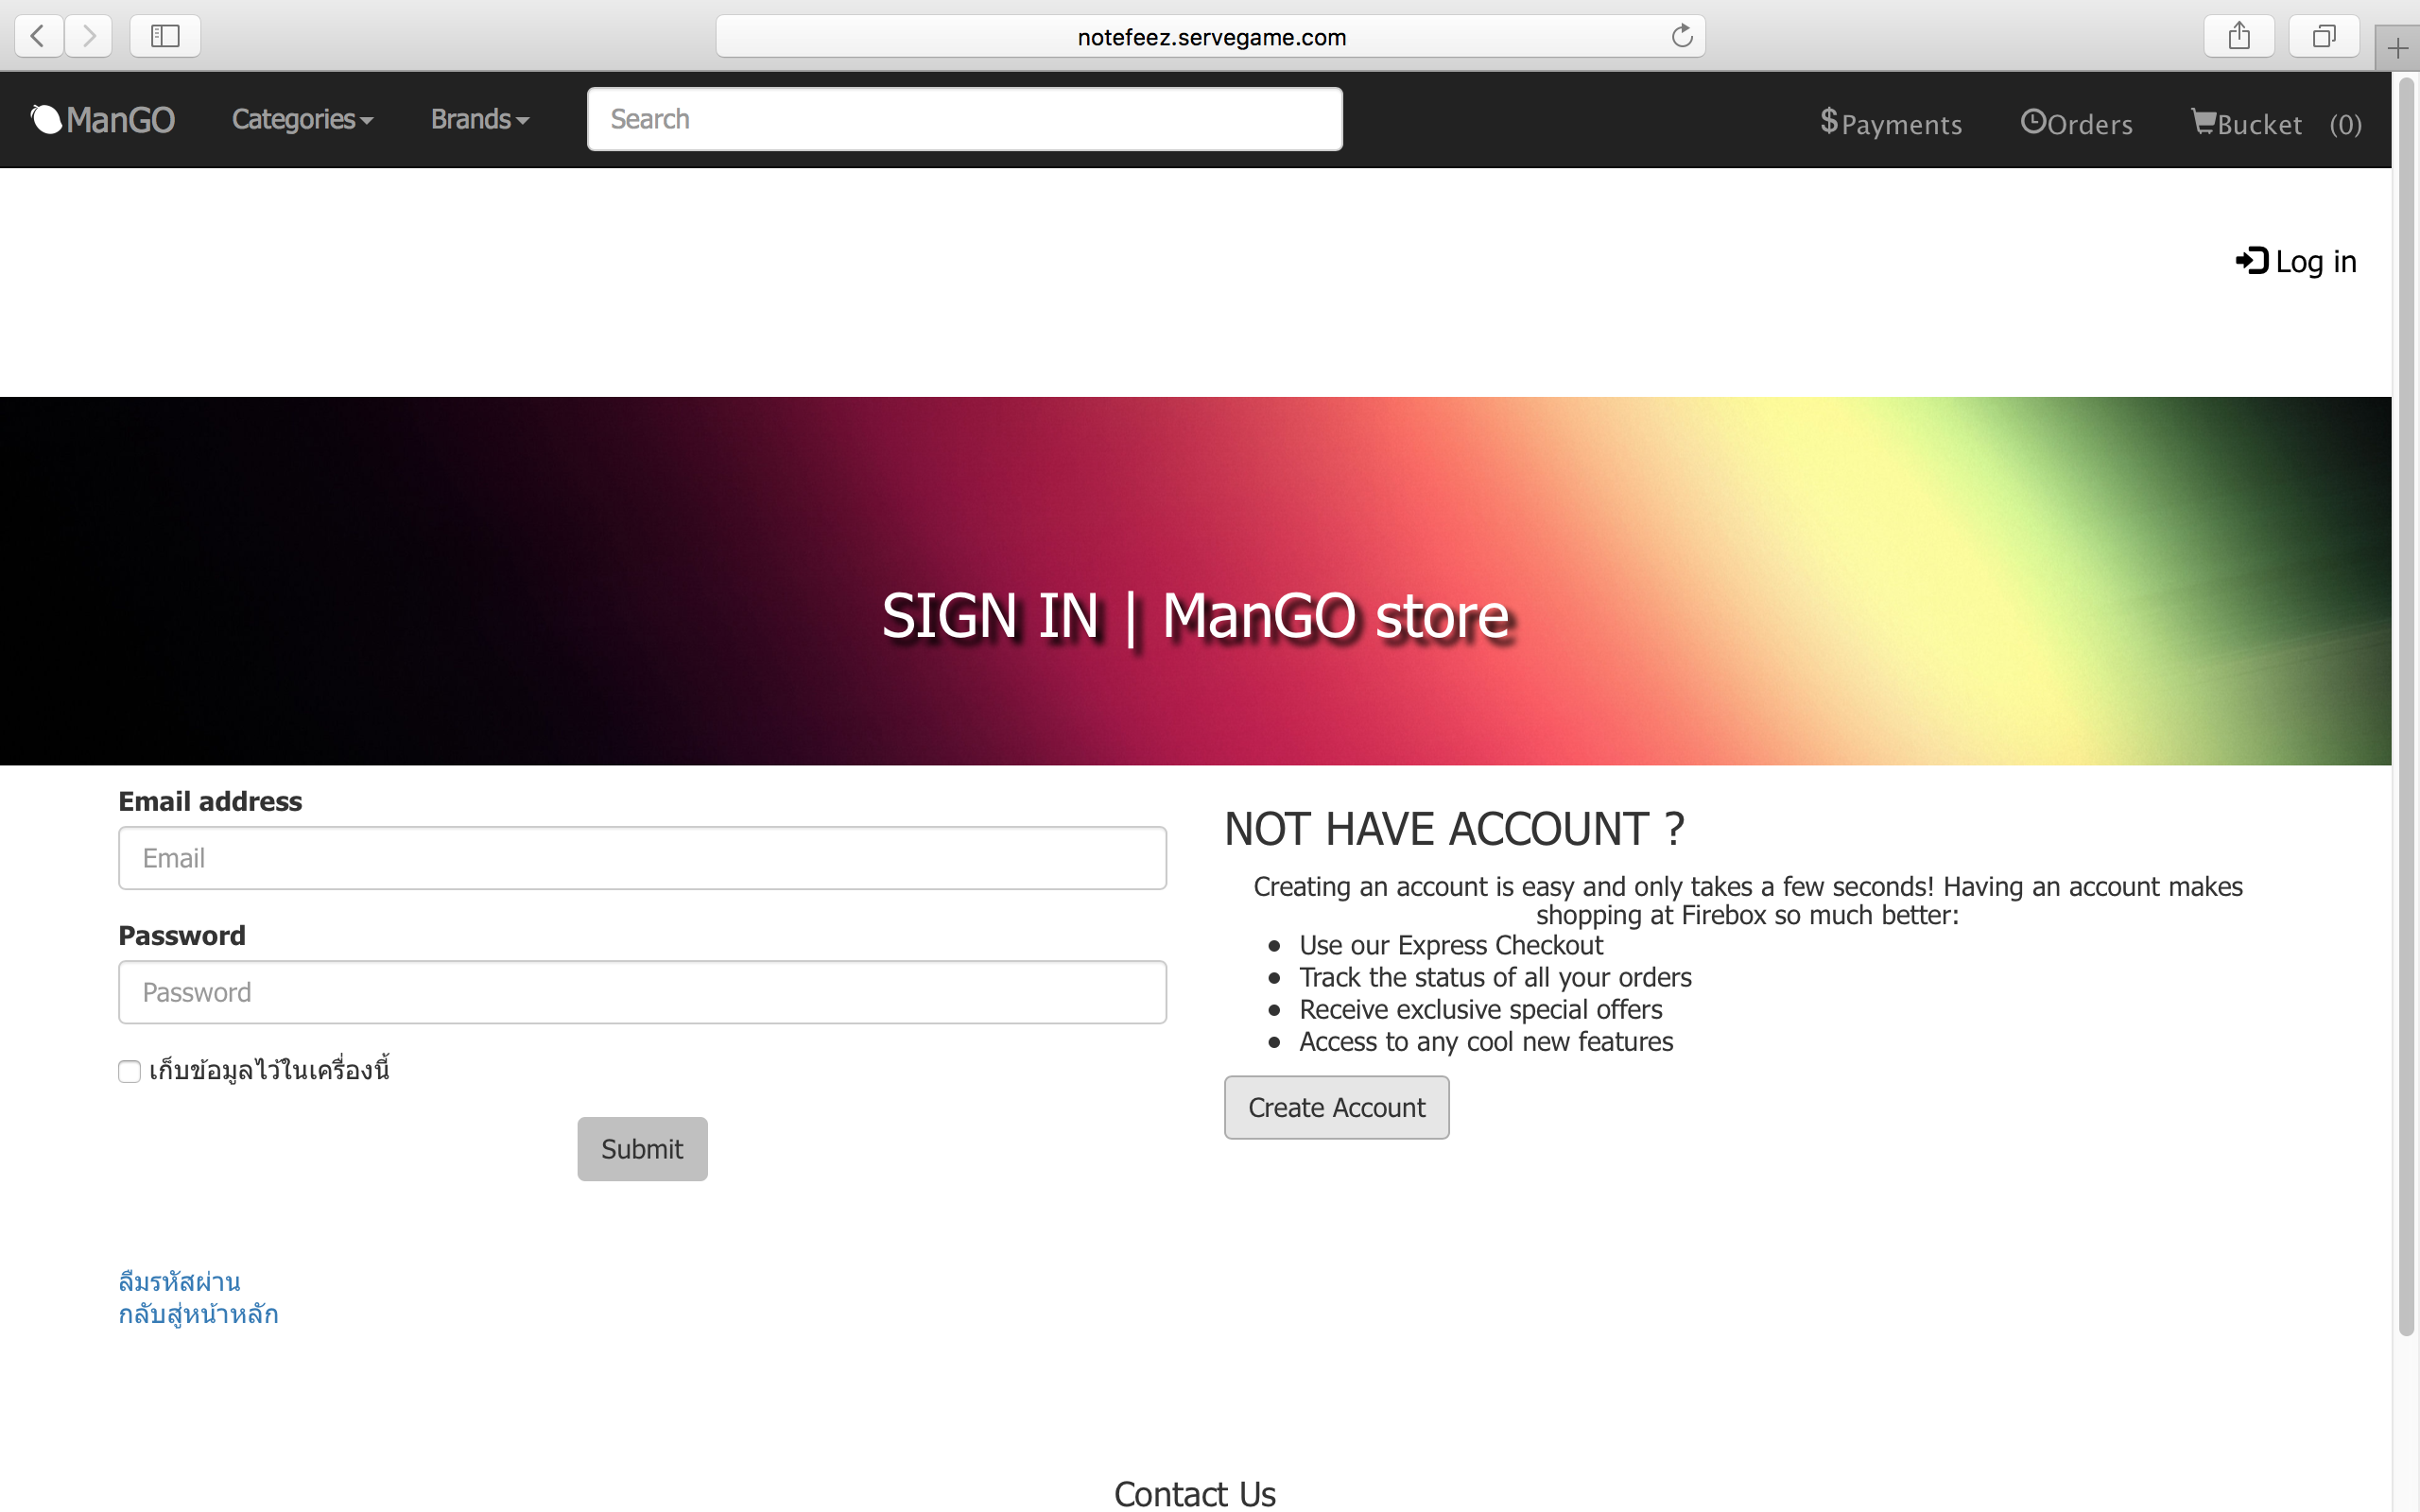 notefeez.servegame.com
ManGO Categories Brands Search $Payments Orders Bucket (0)
Log in
SIGN IN | ManGO store
Email address
Email
Password
Password
เก็บข้อมูลไว้ในเครื่องนี้
Submit
ลืมรหัสผ่าน
กลับสู่หน้าหลัก
NOT HAVE ACCOUNT ?
Creating an account is easy and only takes a few seconds! Having an account makes
shopping at Firebox so much better:
Use our Express Checkout
Track the status of all your orders
Receive exclusive special offers
Access to any cool new features
Create Account
Contact Us